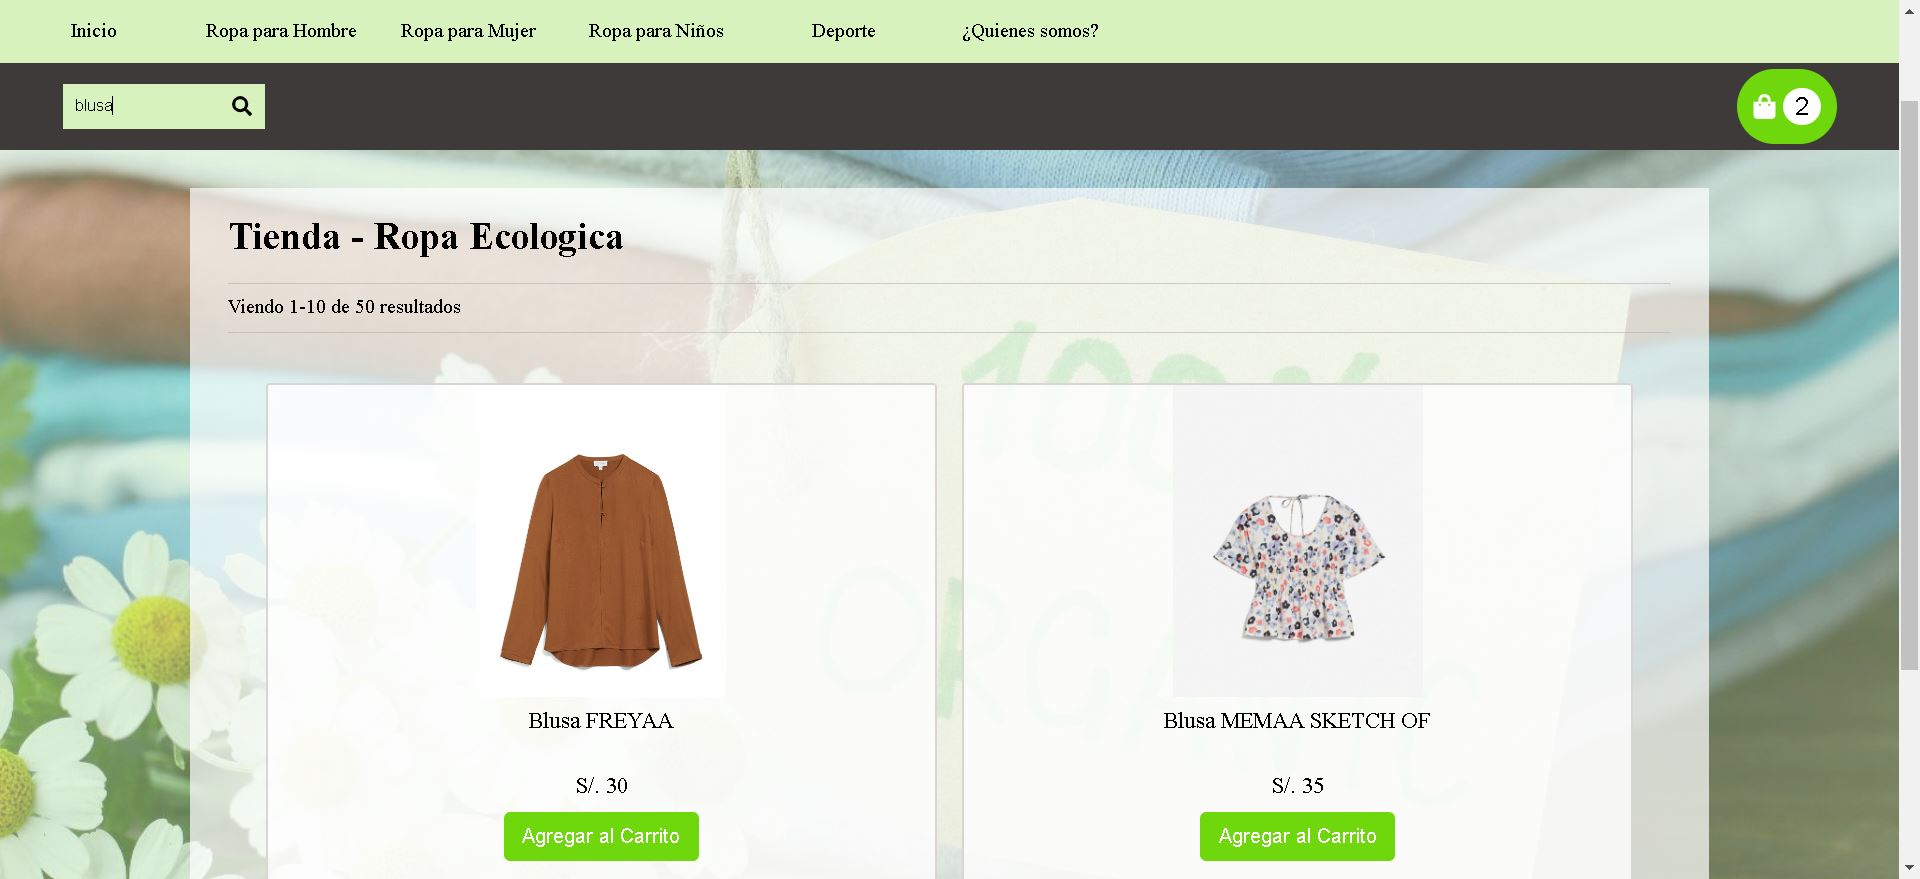 Inicio Ropa para Hombre Ropa para Mujer Ropa para Niños Deporte ¿Quienes somos?
blusa 2
Tienda - Ropa Ecologica
Viendo 1-10 de 50 resultados
100%
ORGANIC
Blusa FREYAA Blusa MEMAA SKETCH OF
S/. 30 S/. 35
Agregar al Carrito Agregar al Carrito